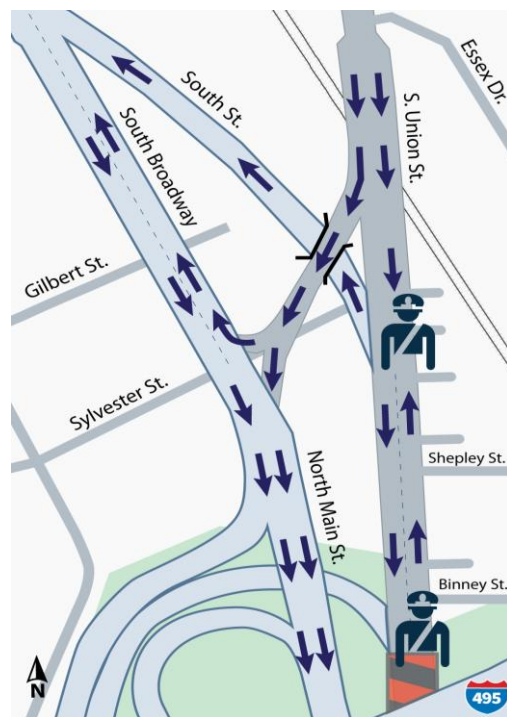 Essex Dr.
South St.
S. Union St.
South Broadway
Gilbert St.
Sylvester St.
North Main St.
Shepley St.
Binney St.
N
495